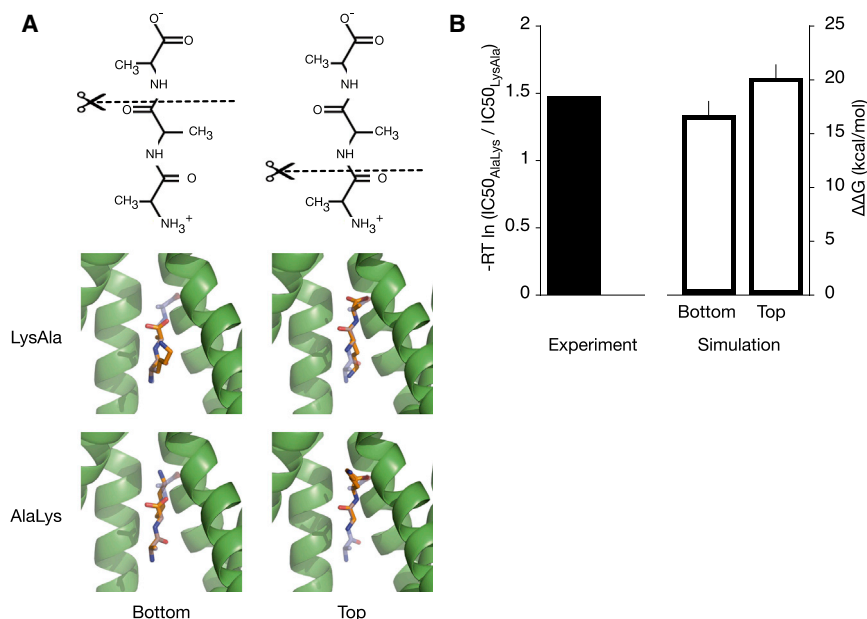 A
O-
O
CH3
NH
O
CH3
NH
O
CH3
NH3+
O-
O
CH3
NH
O
CH3
NH
O
CH3
NH3+
LysAla
AlaLys
Bottom
Top
B
-RT ln (IC50AlaLys / IC50LysAla)
2
1.5
1
0.5
0
Experiment
Bottom
Top
Simulation
25
20
15
10
5
0
ΔΔG (kcal/mol)